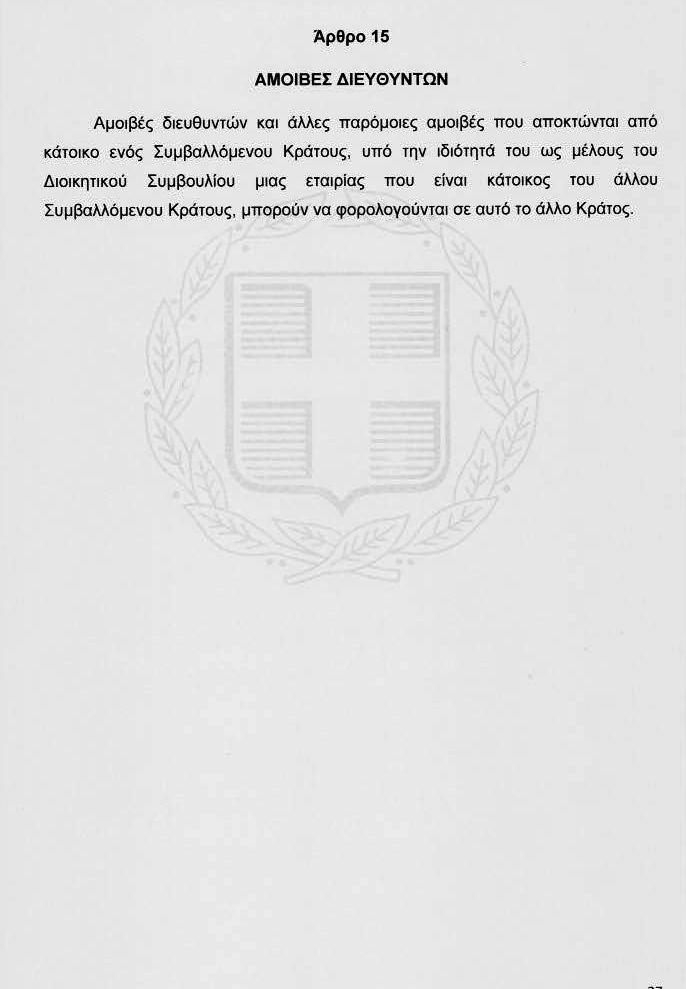 Άρθρο 15
ΑΜΟΙΒΕΣ ΔΙΕΥΘΥΝΤΩΝ
Αμοιβές διευθυντών και άλλες παρόμοιες αμοιβές που αποκτώνται από
κάτοικο ενός Συμβαλλόμενου Κράτους, υπό την ιδιότητά του ως μέλους του
Διοικητικού Συμβουλίου μιας εταιρίας που είναι κάτοικος του άλλου
Συμβαλλόμενου Κράτους, μπορούν να φορολογούνται σε αυτό το άλλο Κράτος.